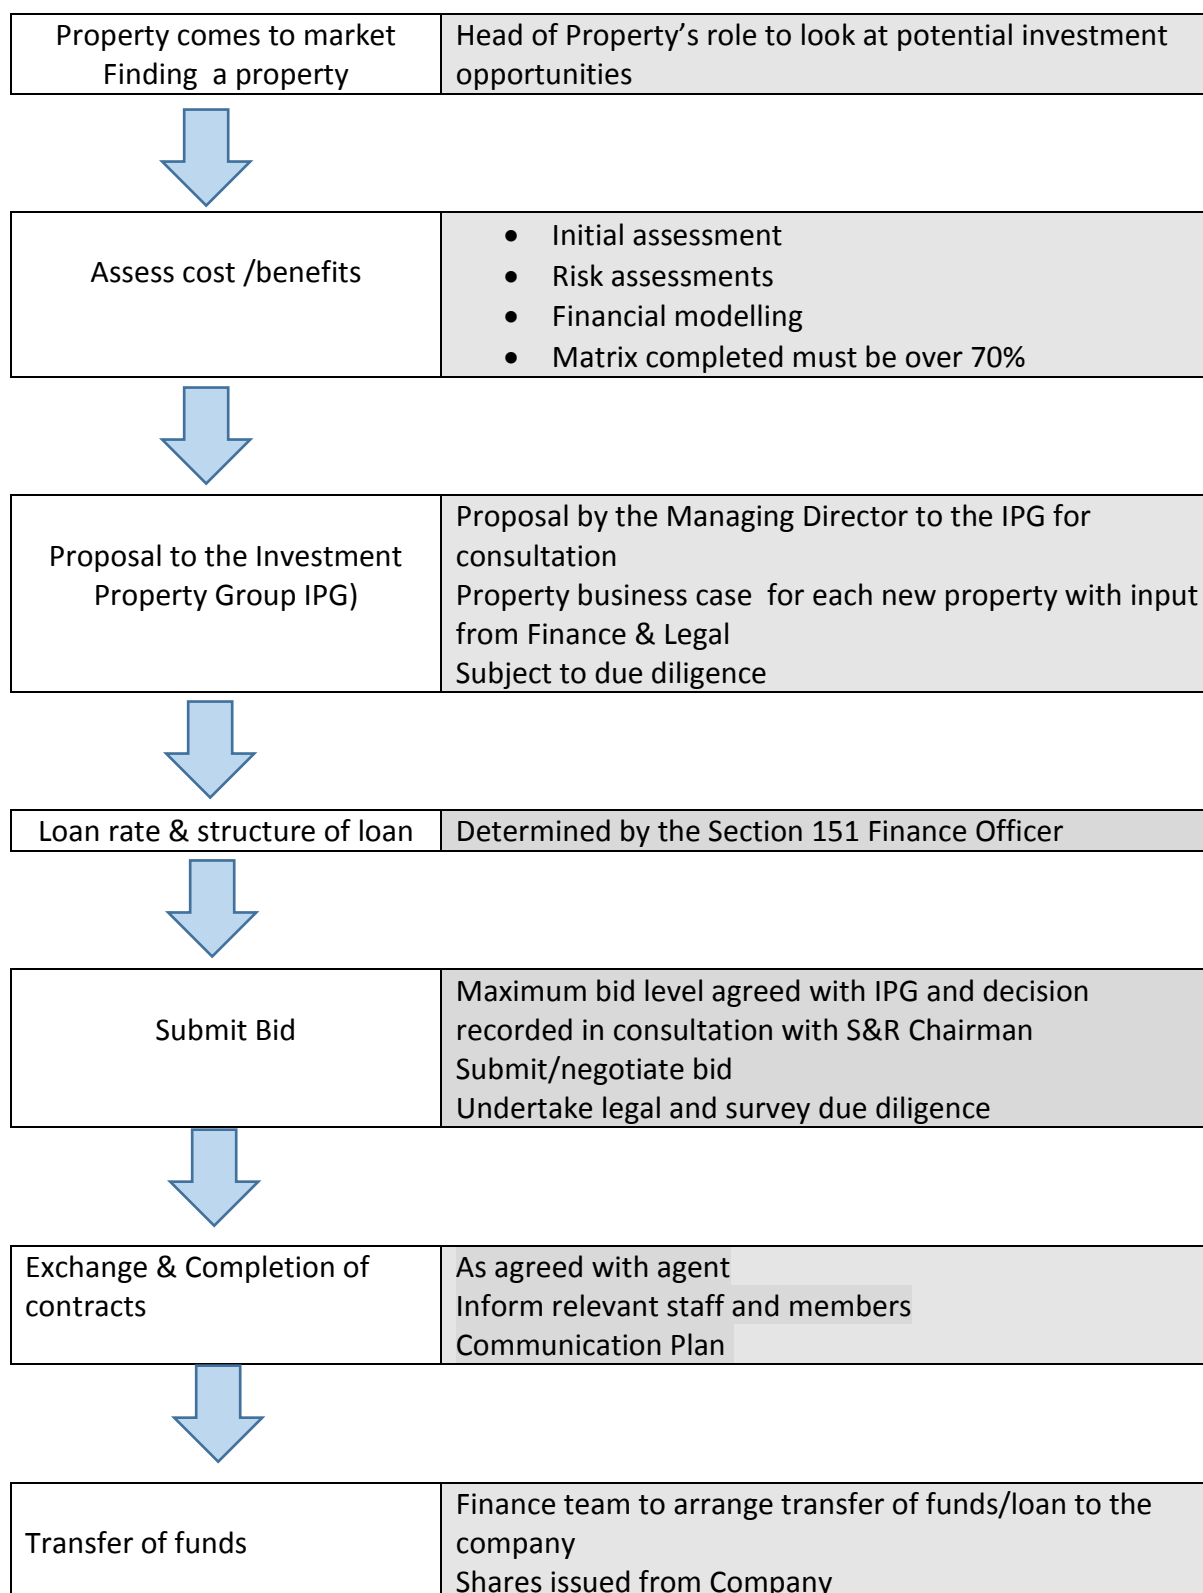 Property comes to market
Finding  a property
Head of Property’s role to look at potential investment
opportunities
Assess cost /benefits
• Initial assessment
• Risk assessments
• Financial modelling
• Matrix completed must be over 70%
Proposal to the Investment
Property Group IPG)
Proposal by the Managing Director to the IPG for
consultation
Property business case  for each new property with input
from Finance & Legal
Subject to due diligence
Loan rate & structure of loan
Determined by the Section 151 Finance Officer
Submit Bid
Maximum bid level agreed with IPG and decision
recorded in consultation with S&R Chairman
Submit/negotiate bid
Undertake legal and survey due diligence
Exchange & Completion of
contracts
As agreed with agent
Inform relevant staff and members
Communication Plan
Transfer of funds
Finance team to arrange transfer of funds/loan to the
company
Shares issued from Company